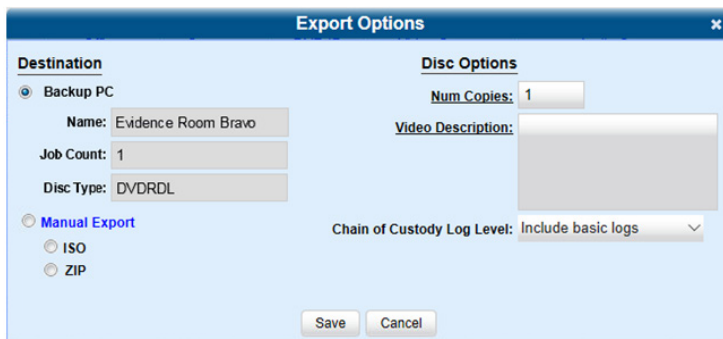 Export Options
Destination
Backup PC
Name: Evidence Room Bravo
Job Count: 1
Disc Type: DVDRDL
Manual Export
ISO
ZIP
Disc Options
Num Copies: 1
Video Description:
Chain of Custody Log Level: Include basic logs
Save Cancel